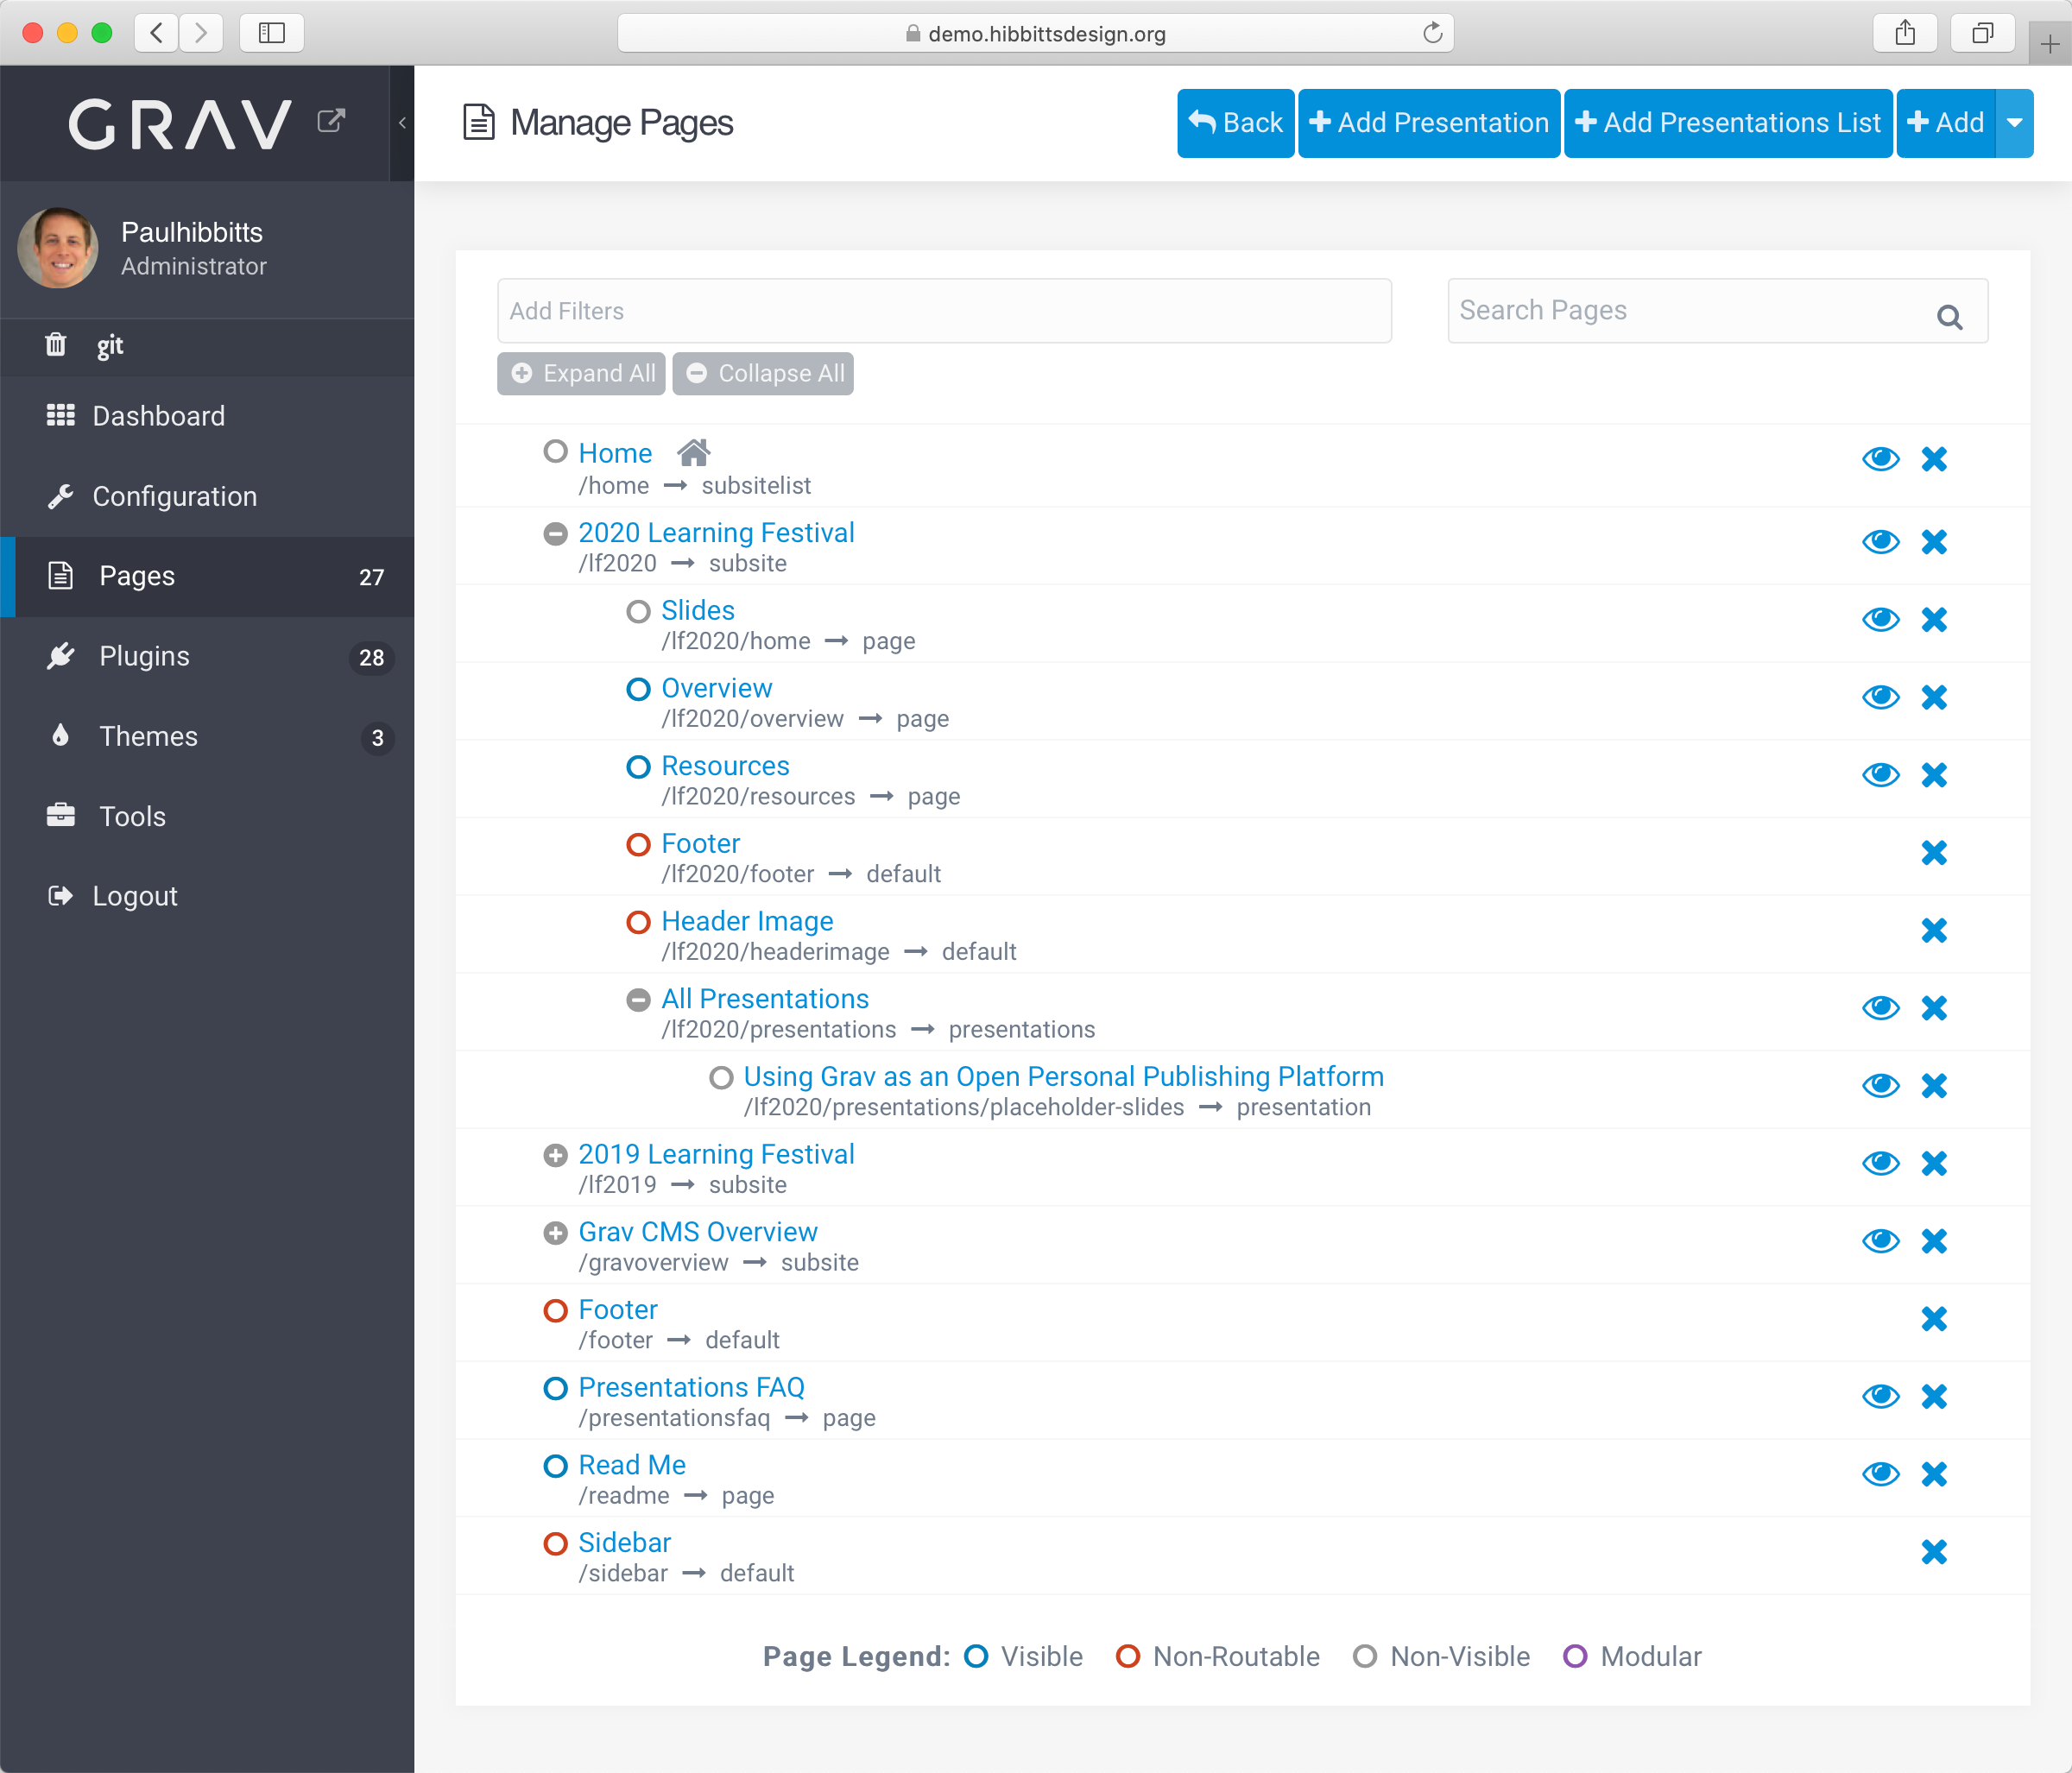 demo.hibbittsdesign.org
GRAV
Manage Pages
Back
Add Presentation
Add Presentations List
Add
Paulhibbitts
Administrator
git
Dashboard
Configuration
Pages 27
Plugins 28
Themes 3
Tools
Logout
Add Filters
Search Pages
Expand All
Collapse All
Home
/home → subsitelist
2020 Learning Festival
/lf2020 → subsite
Slides
/lf2020/home → page
Overview
/lf2020/overview → page
Resources
/lf2020/resources → page
Footer
/lf2020/footer → default
Header Image
/lf2020/headerimage → default
All Presentations
/lf2020/presentations → presentations
Using Grav as an Open Personal Publishing Platform
/lf2020/presentations/placeholder-slides → presentation
2019 Learning Festival
/lf2019 → subsite
Grav CMS Overview
/gravoverview → subsite
Footer
/footer → default
Presentations FAQ
/presentationsfaq → page
Read Me
/readme → page
Sidebar
/sidebar → default
Page Legend: Visible Non-Routable Non-Visible Modular